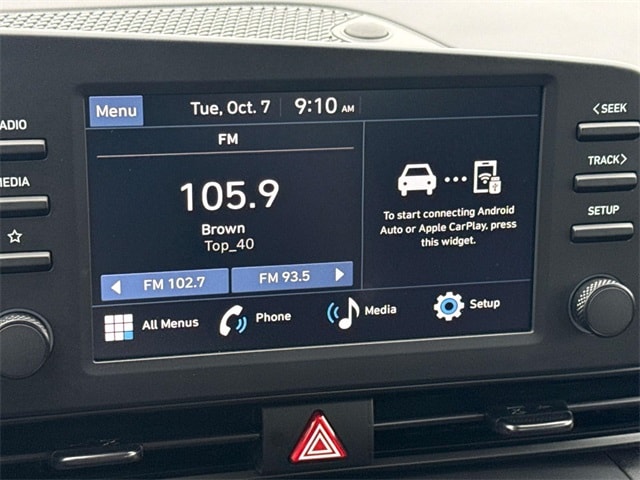 Menu
Tue, Oct. 7
9:10 AM
FM
105.9
Brown
Top_40
FM 102.7
FM 93.5
To start connecting Android
Auto or Apple CarPlay, press
this widget.
All Menus
Phone
Media
Setup
ADIO
MEDIA
SEEK
TRACK
SETUP